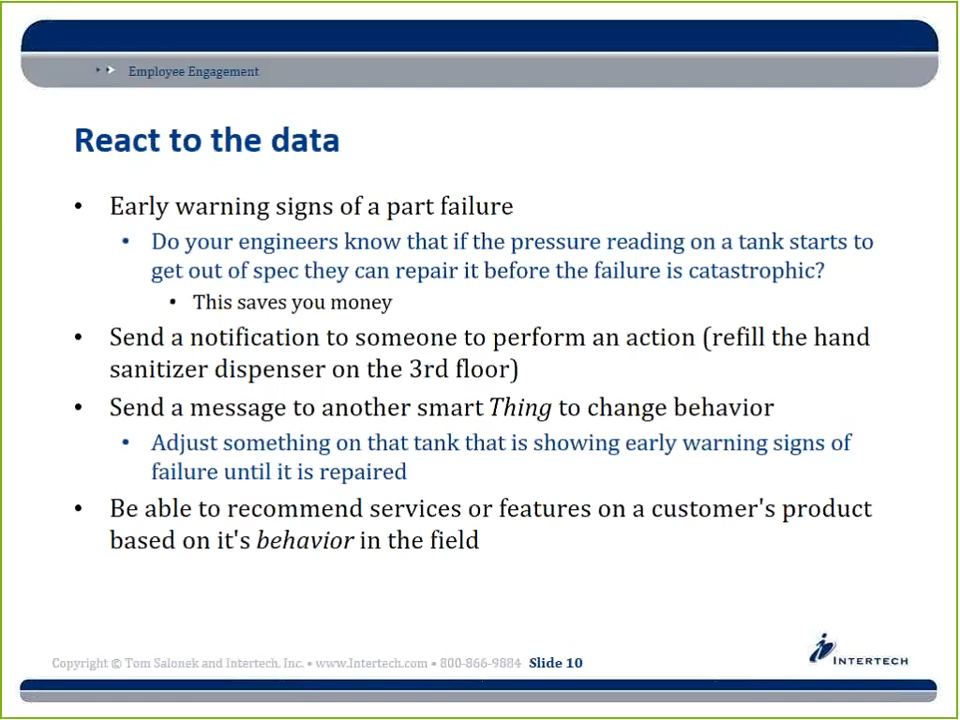 Employee Engagement
React to the data
• Early warning signs of a part failure
• Do your engineers know that if the pressure reading on a tank starts to
get out of spec they can repair it before the failure is catastrophic?
• This saves you money
• Send a notification to someone to perform an action (refill the hand
sanitizer dispenser on the 3rd floor)
• Send a message to another smart Thing to change behavior
• Adjust something on that tank that is showing early warning signs of
failure until it is repaired
• Be able to recommend services or features on a customer's product
based on it's behavior in the field
Copyright © Tom Salonek and Intertech, Inc. • www.Intertech.com • 800-866-9884 Slide 10
INTERTECH